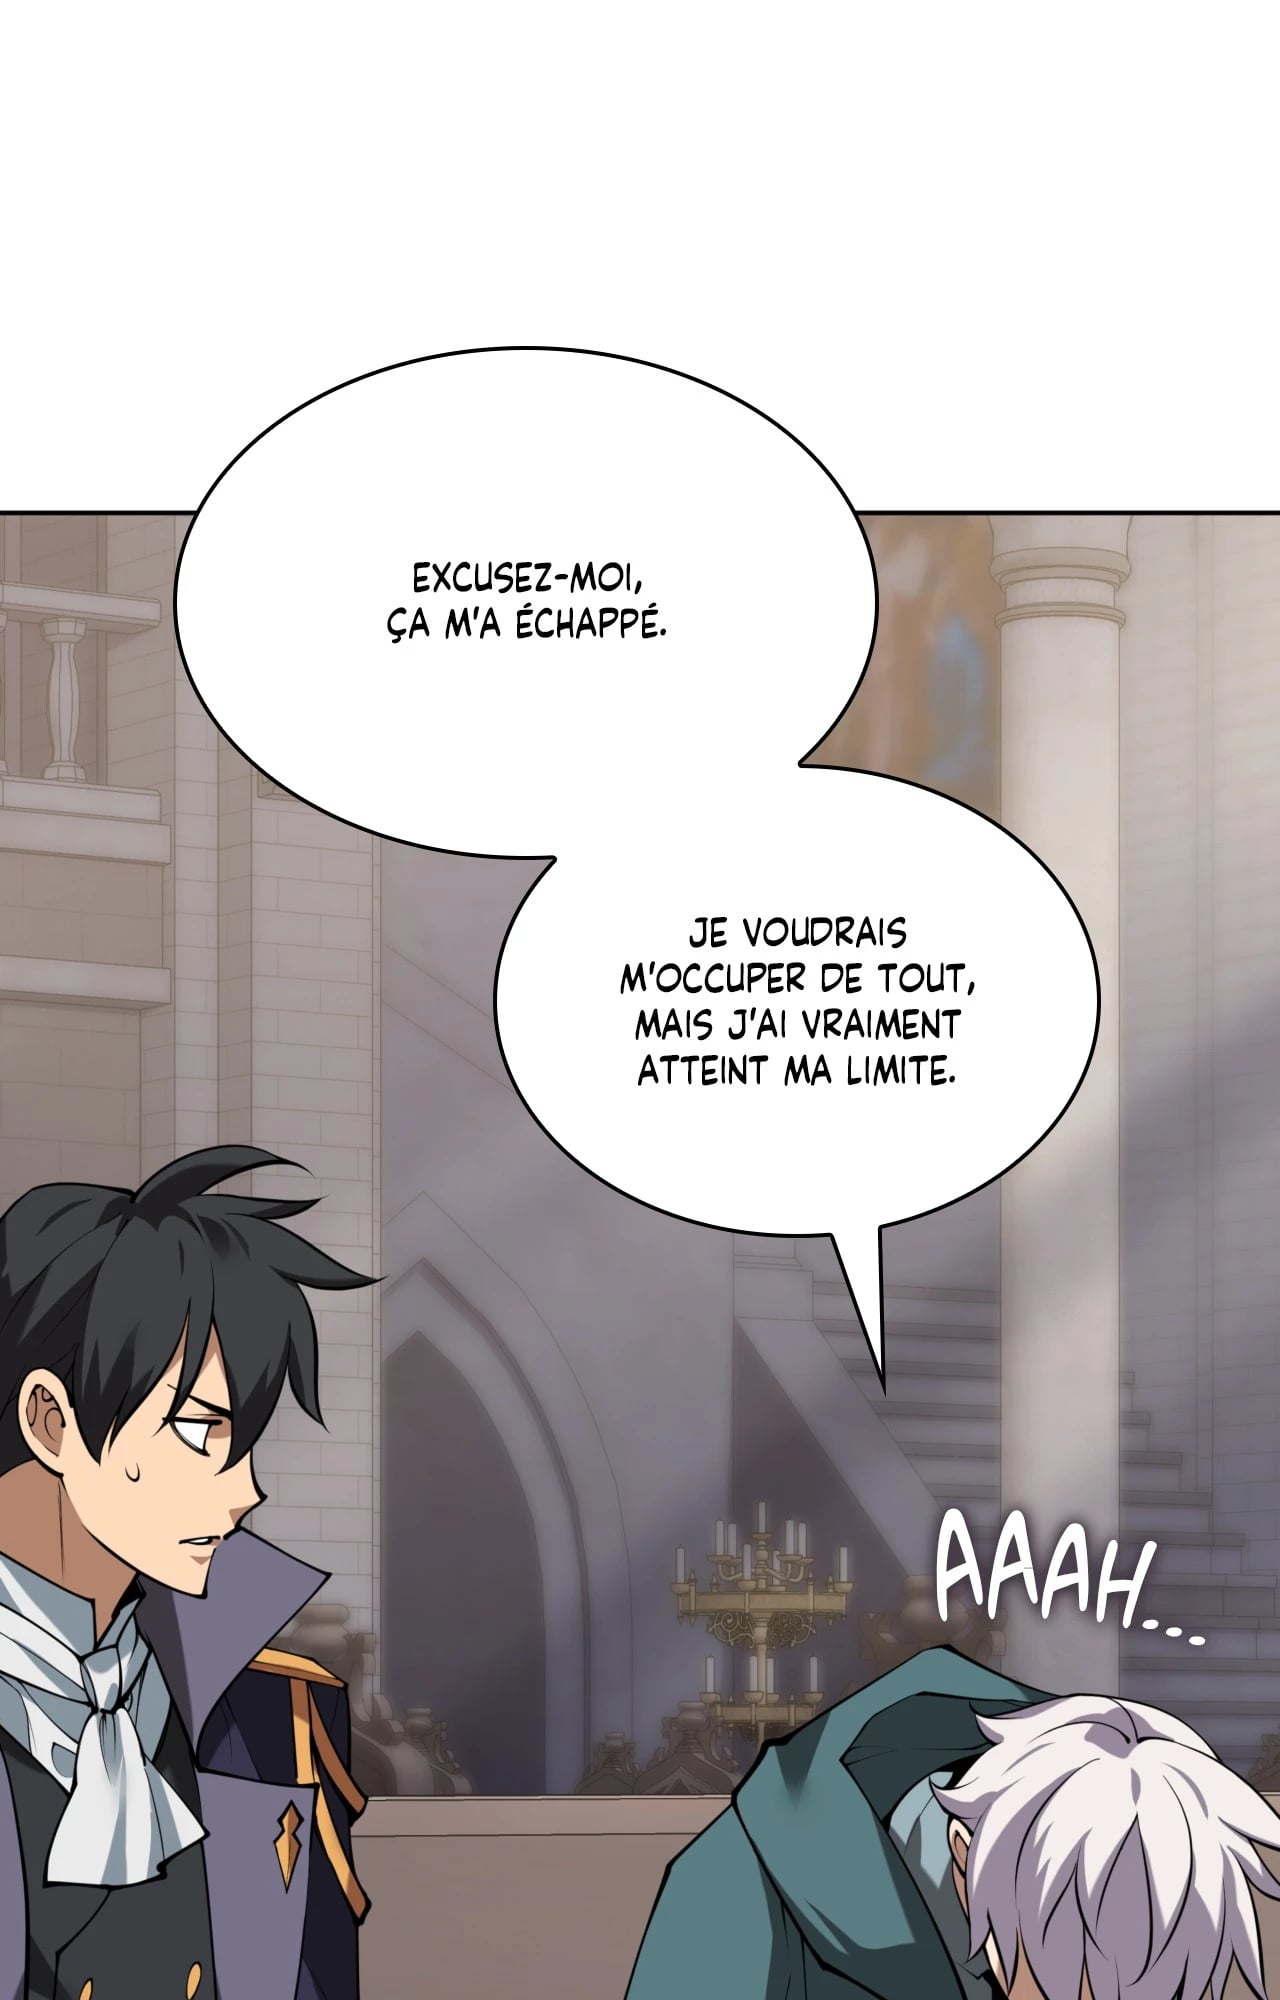 EXCUSEZ-MOI,
ÇA M'A ÉCHAPPÉ.
JE VOUDRAIS
M'OCCUPER DE TOUT,
MAIS J'AI VRAIMENT
ATTEINT MA LIMITE.
AAAH...